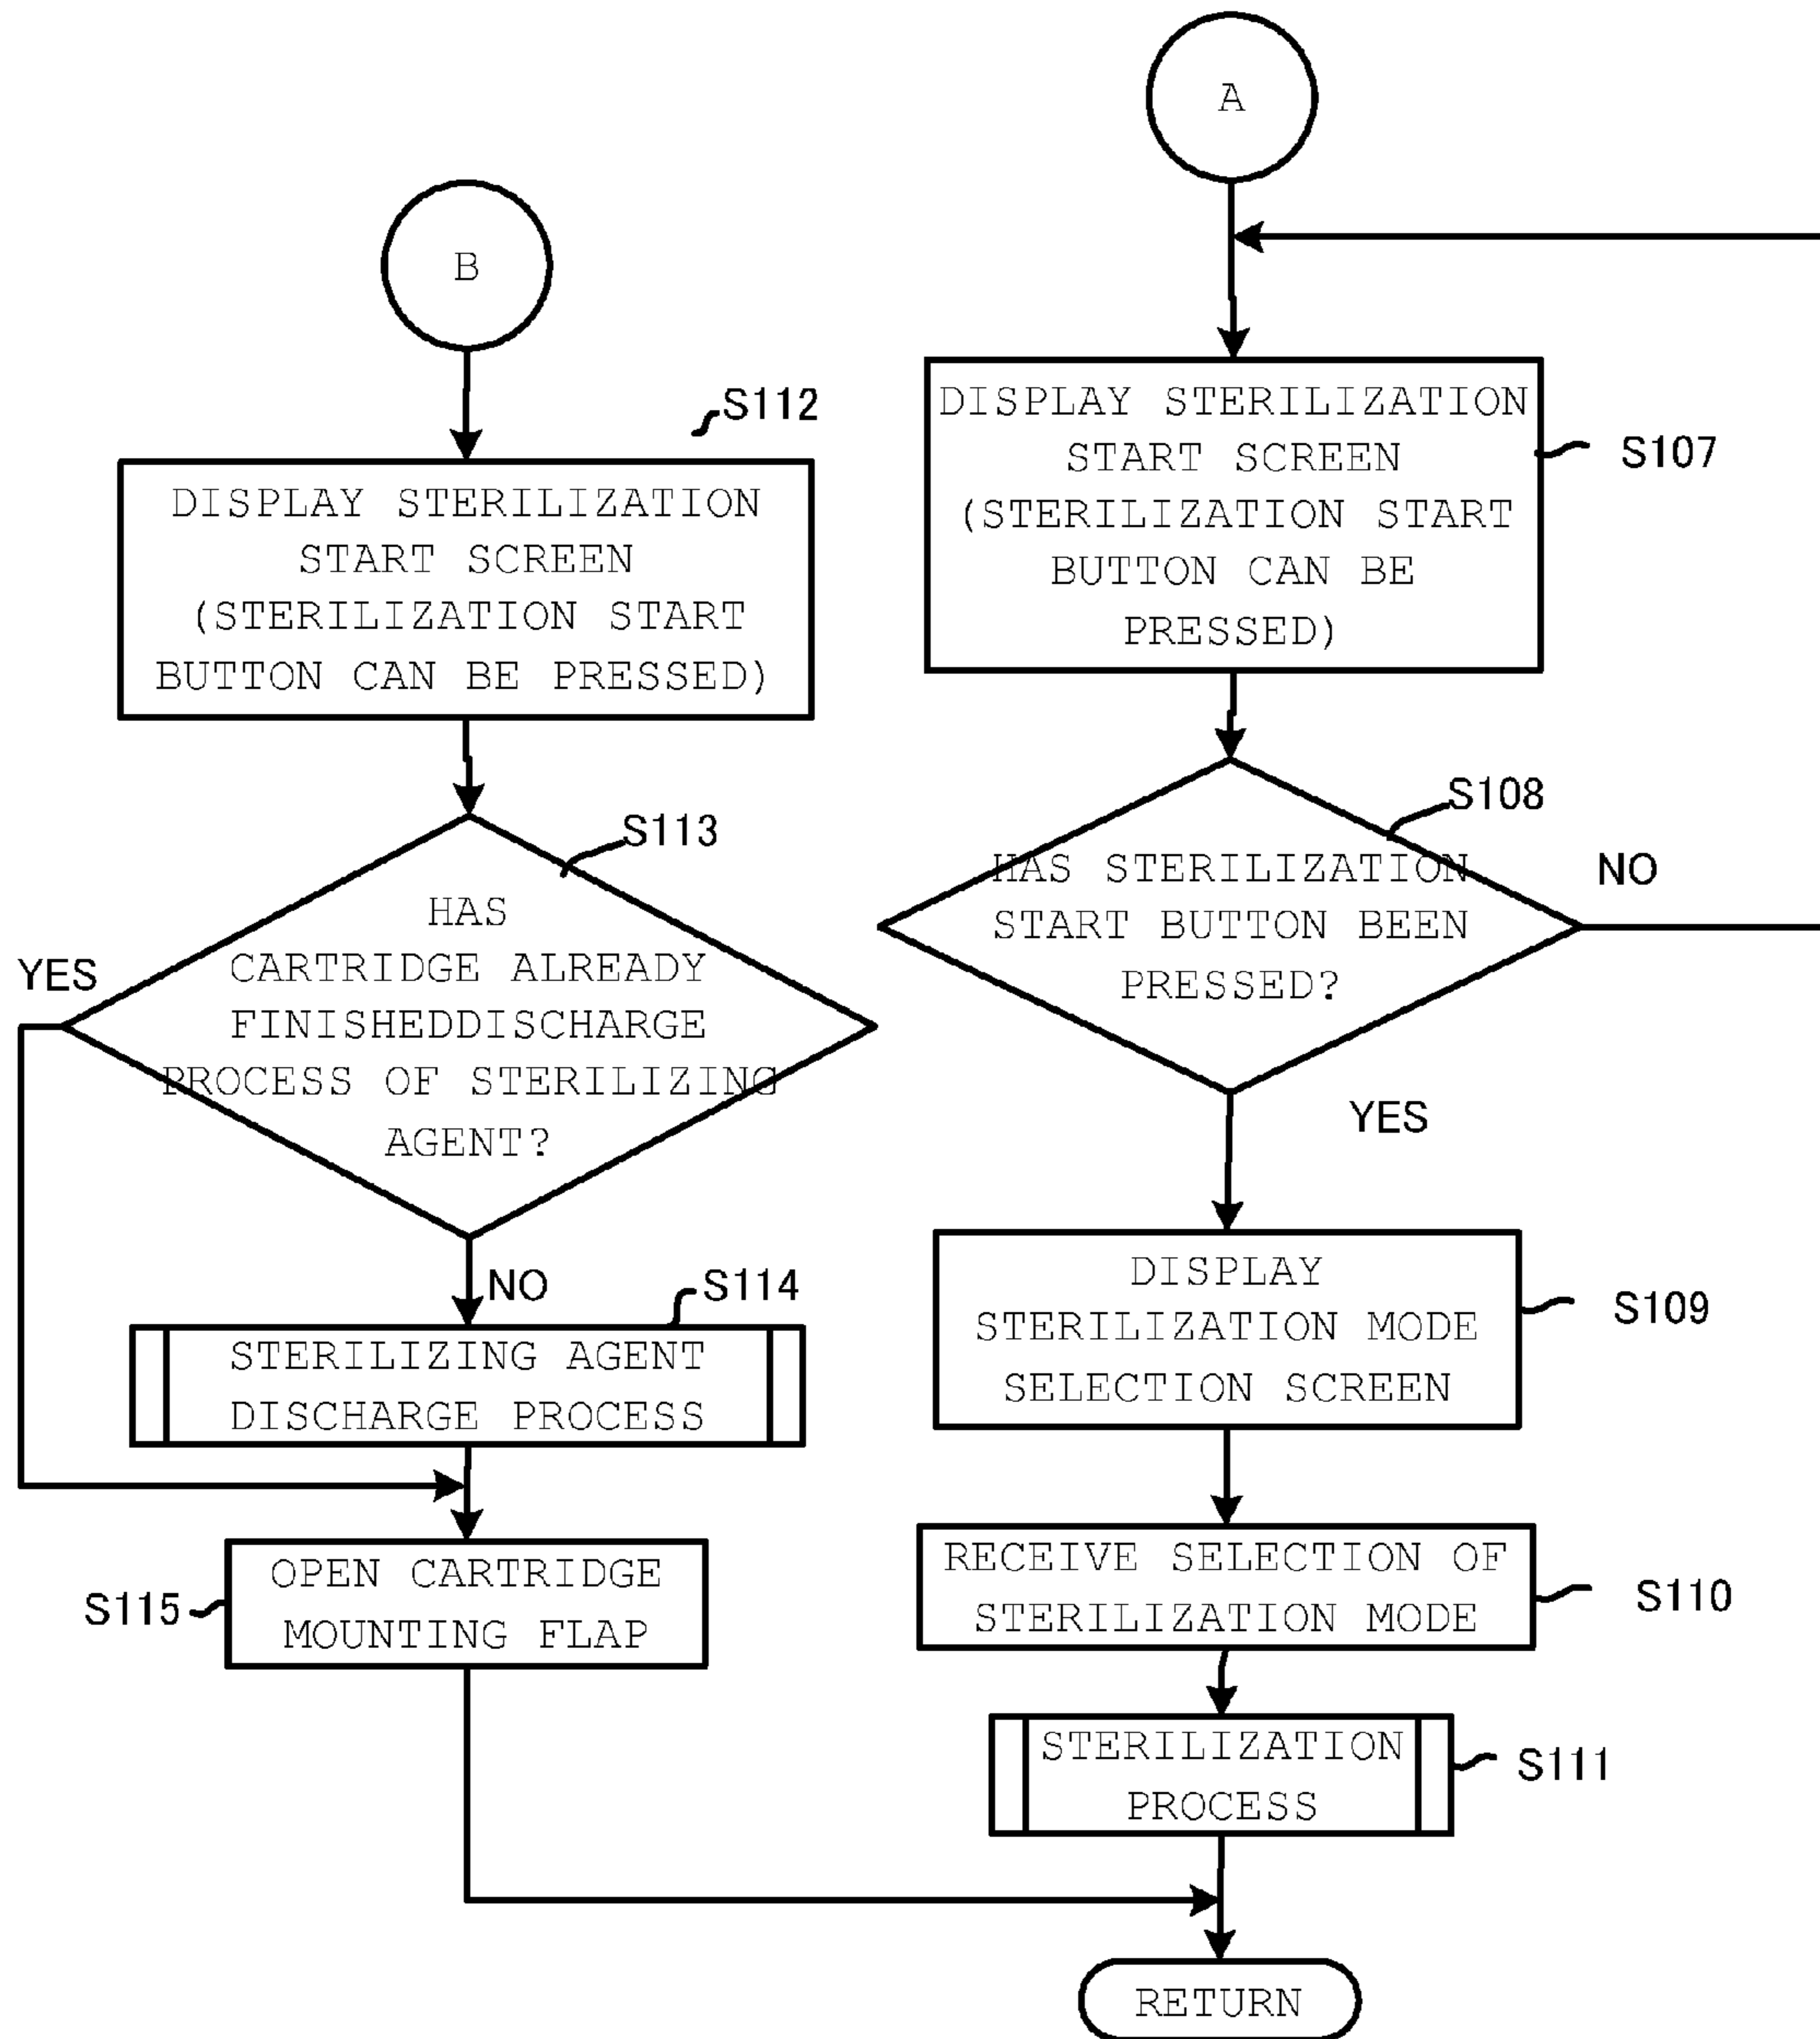 A
B
S112
DISPLAY STERILIZATION
START SCREEN
(STERILIZATION START
BUTTON CAN BE PRESSED)
S113
HAS
CARTRIDGE ALREADY
FINISHEDDISCHARGE
PROCESS OF STERILIZING
AGENT?
YES
NO
S114
STERILIZING AGENT
DISCHARGE PROCESS
OPEN CARTRIDGE
MOUNTING FLAP
S115
DISPLAY STERILIZATION
START SCREEN
(STERILIZATION START
BUTTON CAN BE
PRESSED)
S107
S108
HAS STERILIZATION
START BUTTON BEEN
PRESSED?
NO
YES
DISPLAY
STERILIZATION MODE
SELECTION SCREEN
S109
RECEIVE SELECTION OF
STERILIZATION MODE
S110
STERILIZATION
PROCESS
S111
RETURN